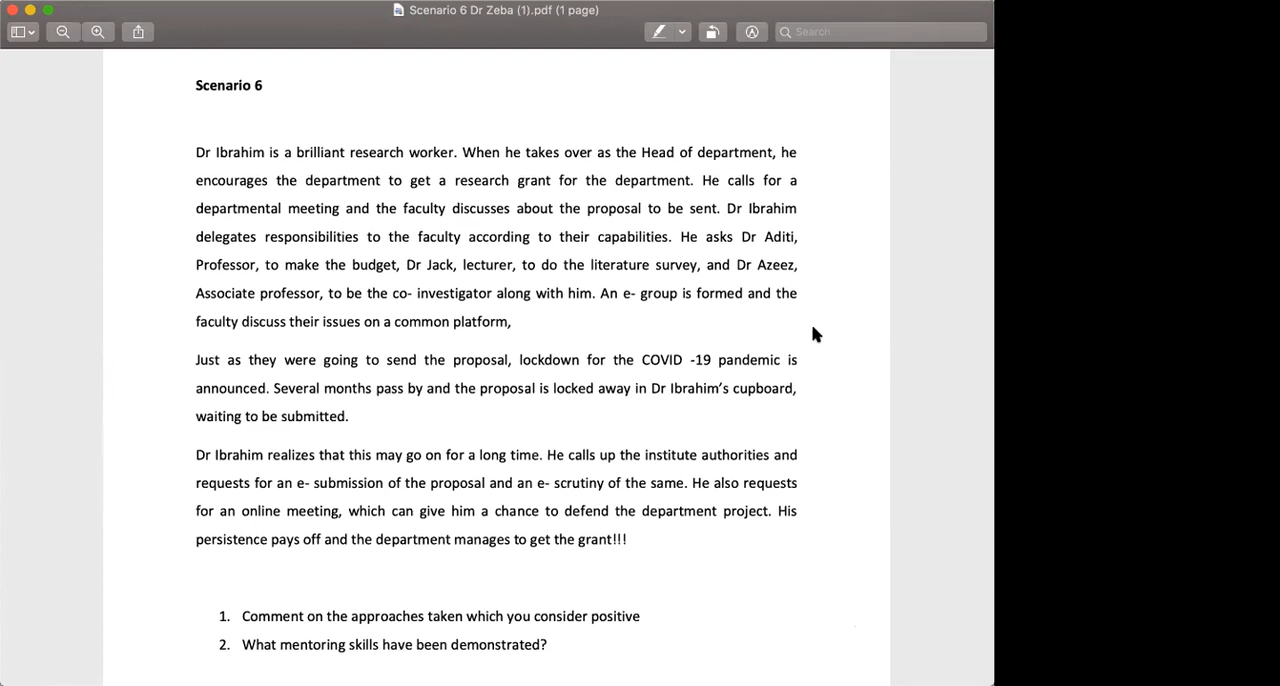 Scenario 6 Dr Zeba (1).pdf (1 page)
Search
Scenario 6
Dr Ibrahim is a brilliant research worker. When he takes over as the Head of department, he
encourages the department to get a research grant for the department. He calls for a
departmental meeting and the faculty discusses about the proposal to be sent. Dr Ibrahim
delegates responsibilities to the faculty according to their capabilities. He asks Dr Aditi,
Professor, to make the budget, Dr Jack, lecturer, to do the literature survey, and Dr Azeez,
Associate professor, to be the co- investigator along with him. An e- group is formed and the
faculty discuss their issues on a common platform,
Just as they were going to send the proposal, lockdown for the COVID -19 pandemic is
announced. Several months pass by and the proposal is locked away in Dr Ibrahim’s cupboard,
waiting to be submitted.
Dr Ibrahim realizes that this may go on for a long time. He calls up the institute authorities and
requests for an e- submission of the proposal and an e- scrutiny of the same. He also requests
for an online meeting, which can give him a chance to defend the department project. His
persistence pays off and the department manages to get the grant!!!
1. Comment on the approaches taken which you consider positive
2. What mentoring skills have been demonstrated?